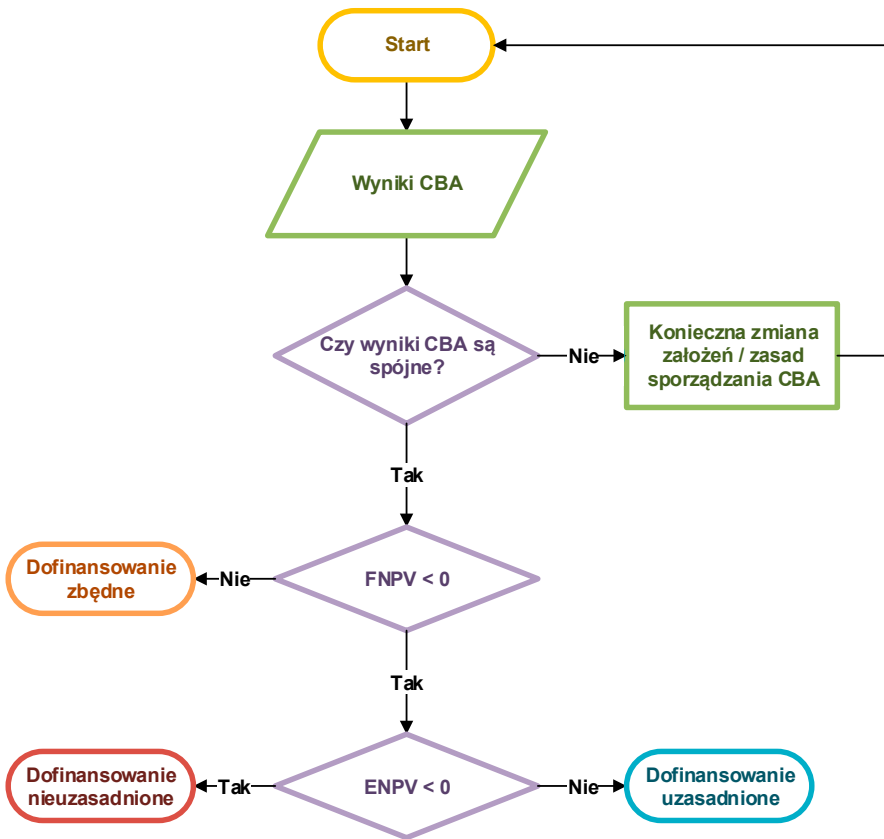 Start
Wyniki CBA
Czy wyniki CBA są
spójne?
Nie
Konieczna zmiana
założeń / zasad
sporządzania CBA
Tak
Dofinansowanie
zbędne
Nie
FNPV < 0
Tak
Dofinansowanie
nieuzasadnione
Tak
ENPV < 0
Nie
Dofinansowanie
uzasadnione